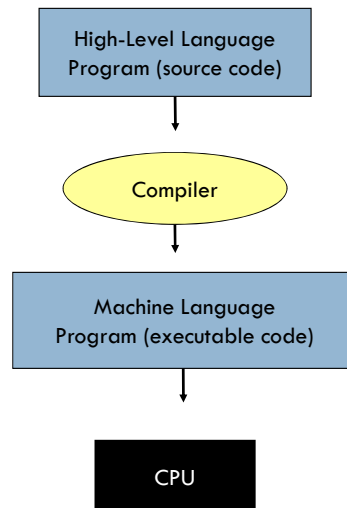 High-Level Language
Program (source code)
Compiler
Machine Language
Program (executable code)
CPU